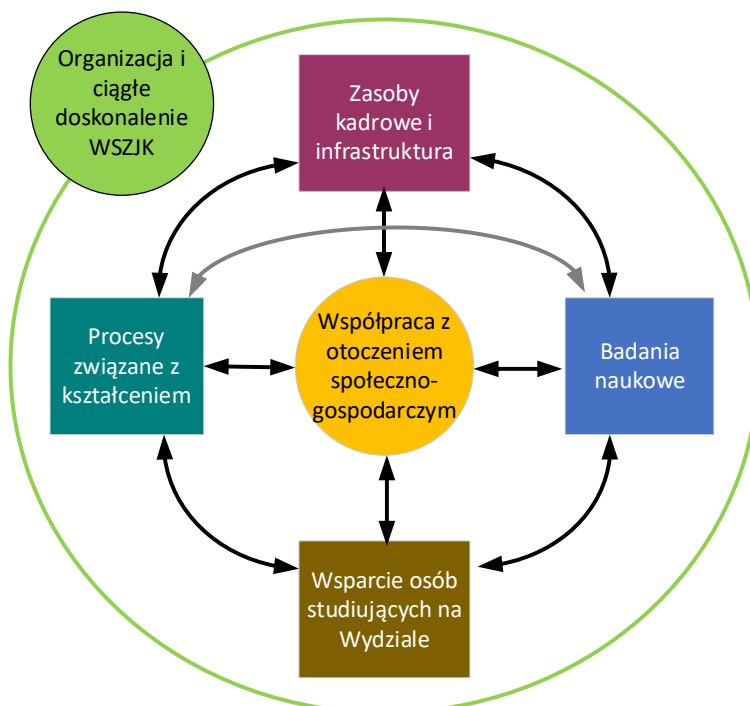 Organizacja i
ciągłe
doskonalenie
WSZJK
Zasoby
kadrowe i
infrastruktura
Procesy
związane z
kształceniem
Współpraca z
otoczeniem
społeczno-
gospodarczym
Badania
naukowe
Wsparcie osób
studiujących na
Wydziale